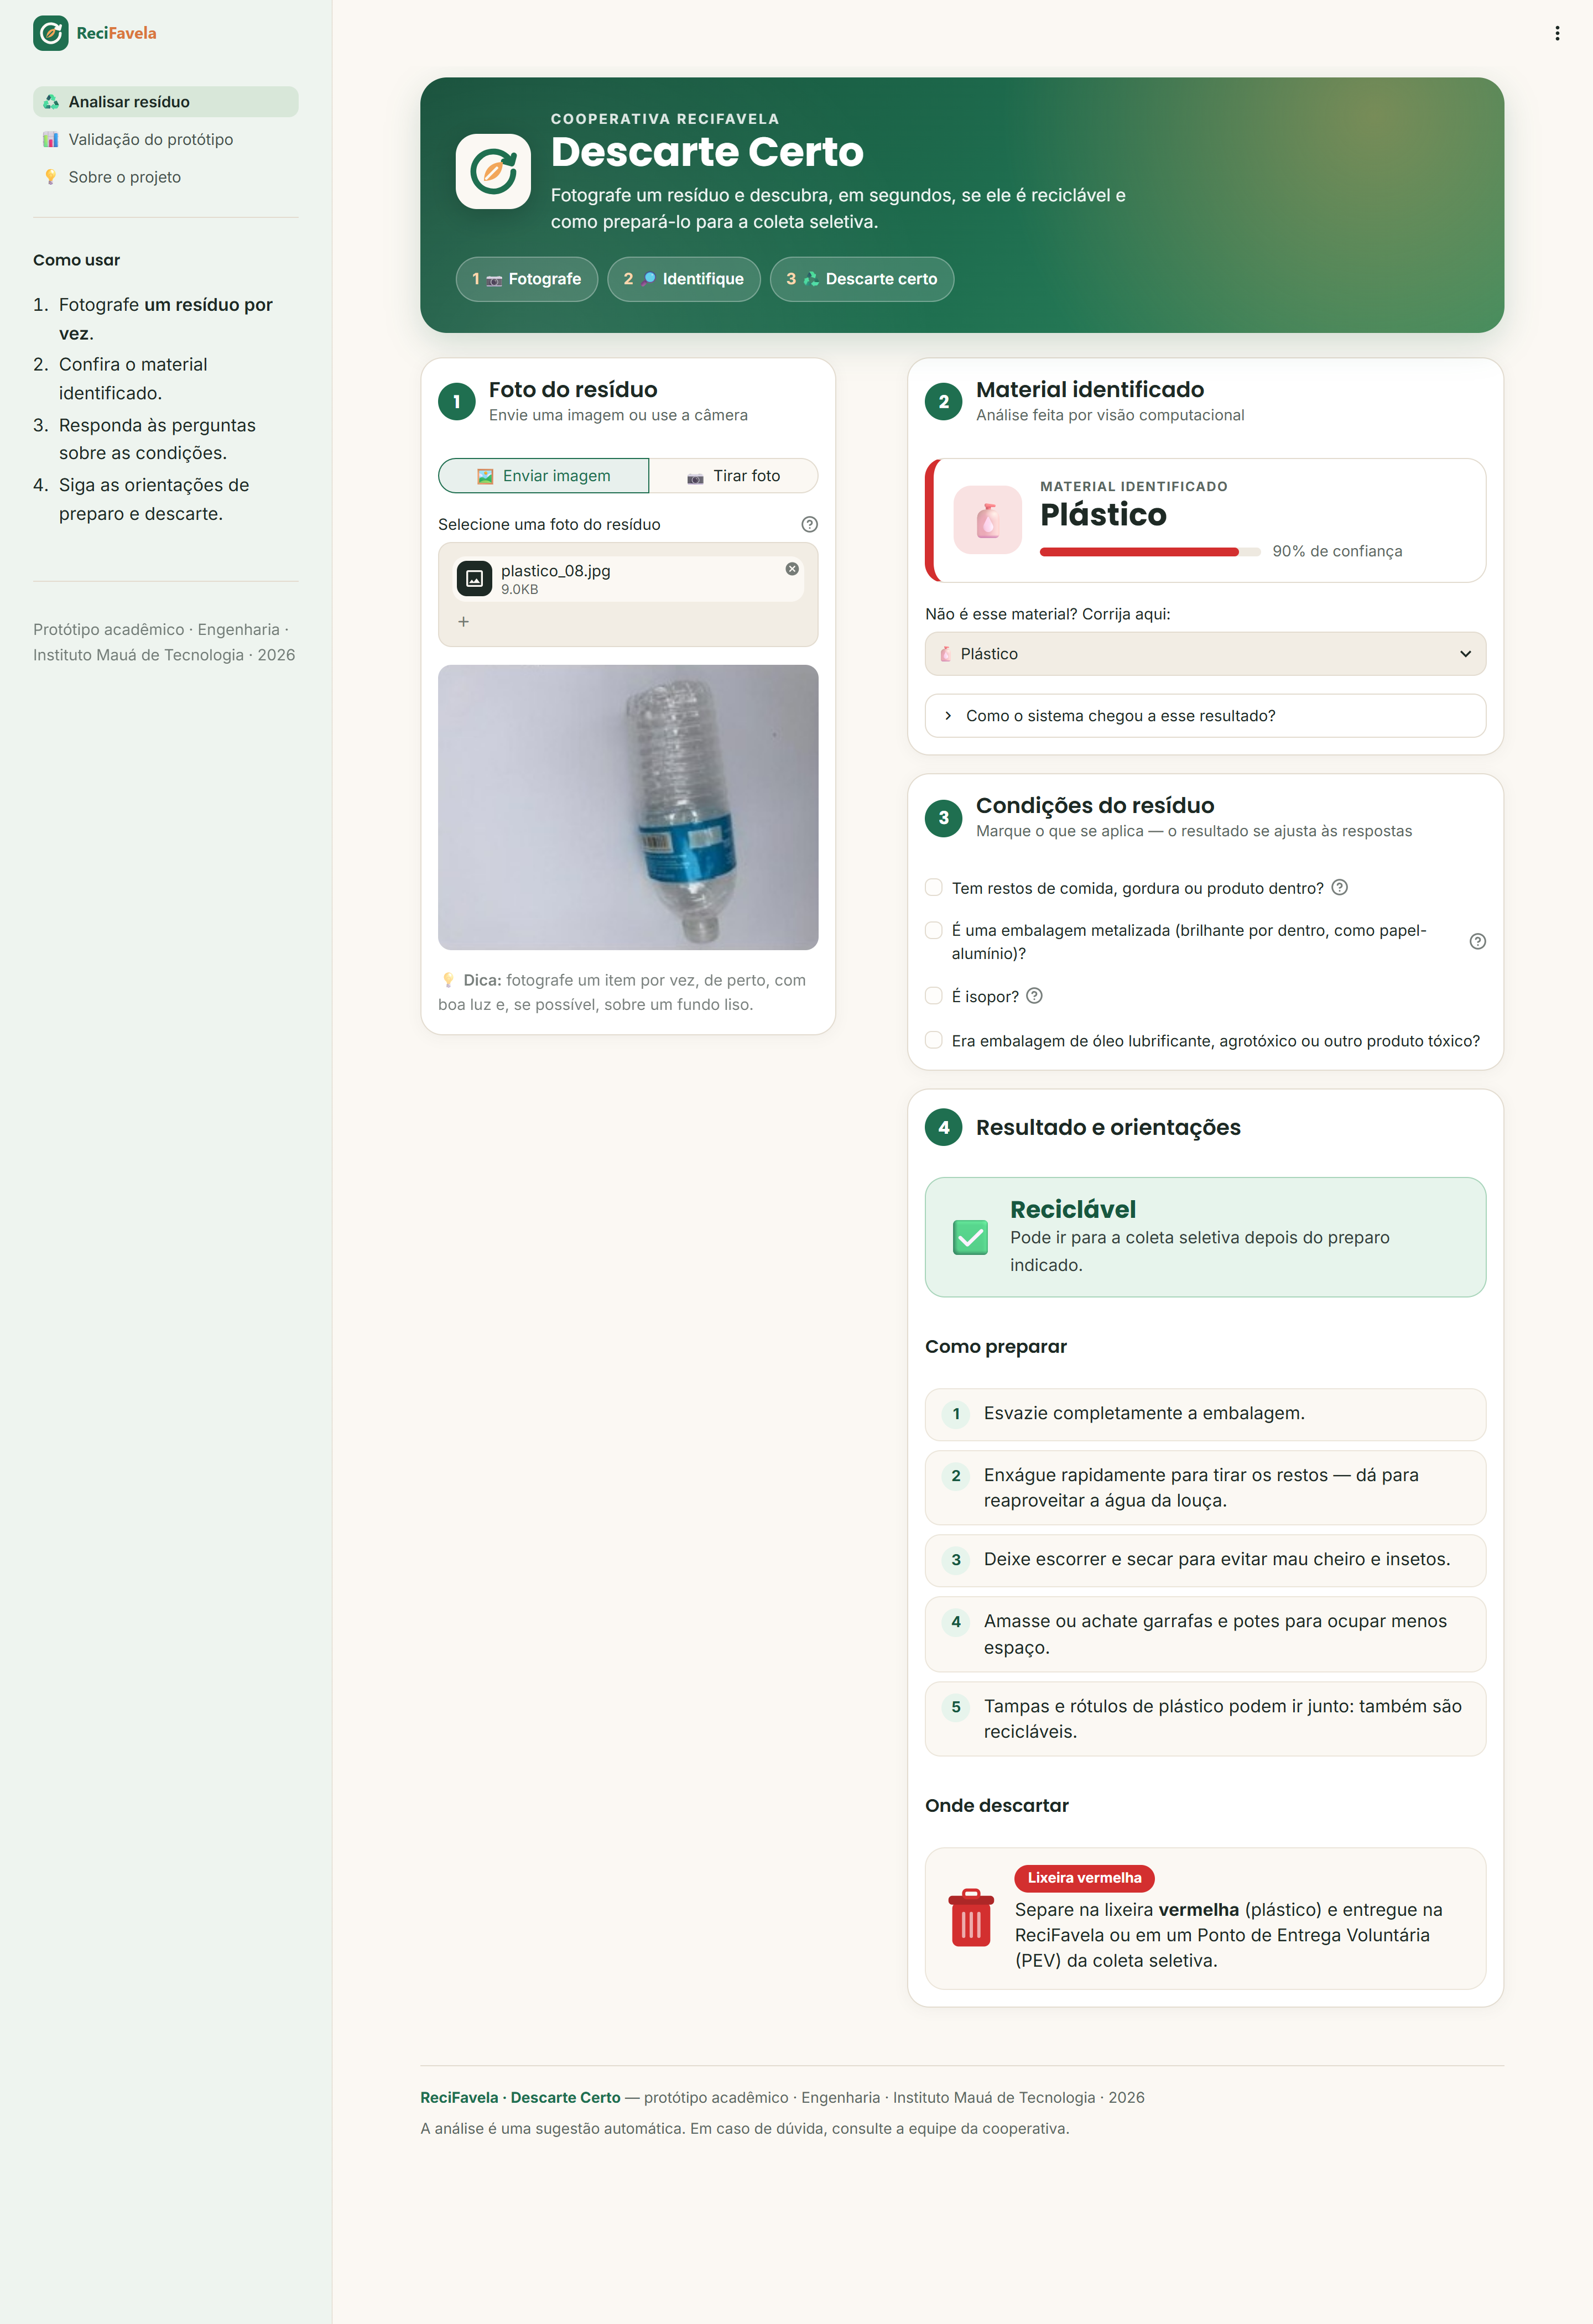 ReciFavela
Analisar resíduo
Validação do protótipo
Sobre o projeto
Como usar
1. Fotografe um resíduo por
vez.
2. Confira o material
identificado.
3. Responda às perguntas
sobre as condições.
4. Siga as orientações de
preparo e descarte.
Protótipo acadêmico · Engenharia ·
Instituto Mauá de Tecnologia · 2026
COOPERATIVA RECIFAVELA
Descarte Certo
Fotografe um resíduo e descubra, em segundos, se ele é reciclável e
como prepará-lo para a coleta seletiva.
1 Fotografe
2 Identifique
3 Descarte certo
1
Foto do resíduo
Envie uma imagem ou use a câmera
Enviar imagem
Tirar foto
Selecione uma foto do resíduo
plastico_08.jpg
9.0KB
Dica: fotografe um item por vez, de perto, com
boa luz e, se possível, sobre um fundo liso.
2
Material identificado
Análise feita por visão computacional
MATERIAL IDENTIFICADO
Plástico
90% de confiança
Não é esse material? Corrija aqui:
Plástico
Como o sistema chegou a esse resultado?
3
Condições do resíduo
Marque o que se aplica — o resultado se ajusta às respostas
Tem restos de comida, gordura ou produto dentro?
É uma embalagem metalizada (brilhante por dentro, como papel-
alumínio)?
É isopor?
Era embalagem de óleo lubrificante, agrotóxico ou outro produto tóxico?
4
Resultado e orientações
Reciclável
Pode ir para a coleta seletiva depois do preparo
indicado.
Como preparar
1 Esvazie completamente a embalagem.
2 Enxágue rapidamente para tirar os restos — dá para
reaproveitar a água da louça.
3 Deixe escorrer e secar para evitar mau cheiro e insetos.
4 Amasse ou achate garrafas e potes para ocupar menos
espaço.
5 Tampas e rótulos de plástico podem ir junto: também são
recicláveis.
Onde descartar
Lixeira vermelha
Separe na lixeira vermelha (plástico) e entregue na
ReciFavela ou em um Ponto de Entrega Voluntária
(PEV) da coleta seletiva.
ReciFavela · Descarte Certo — protótipo acadêmico · Engenharia · Instituto Mauá de Tecnologia · 2026
A análise é uma sugestão automática. Em caso de dúvida, consulte a equipe da cooperativa.